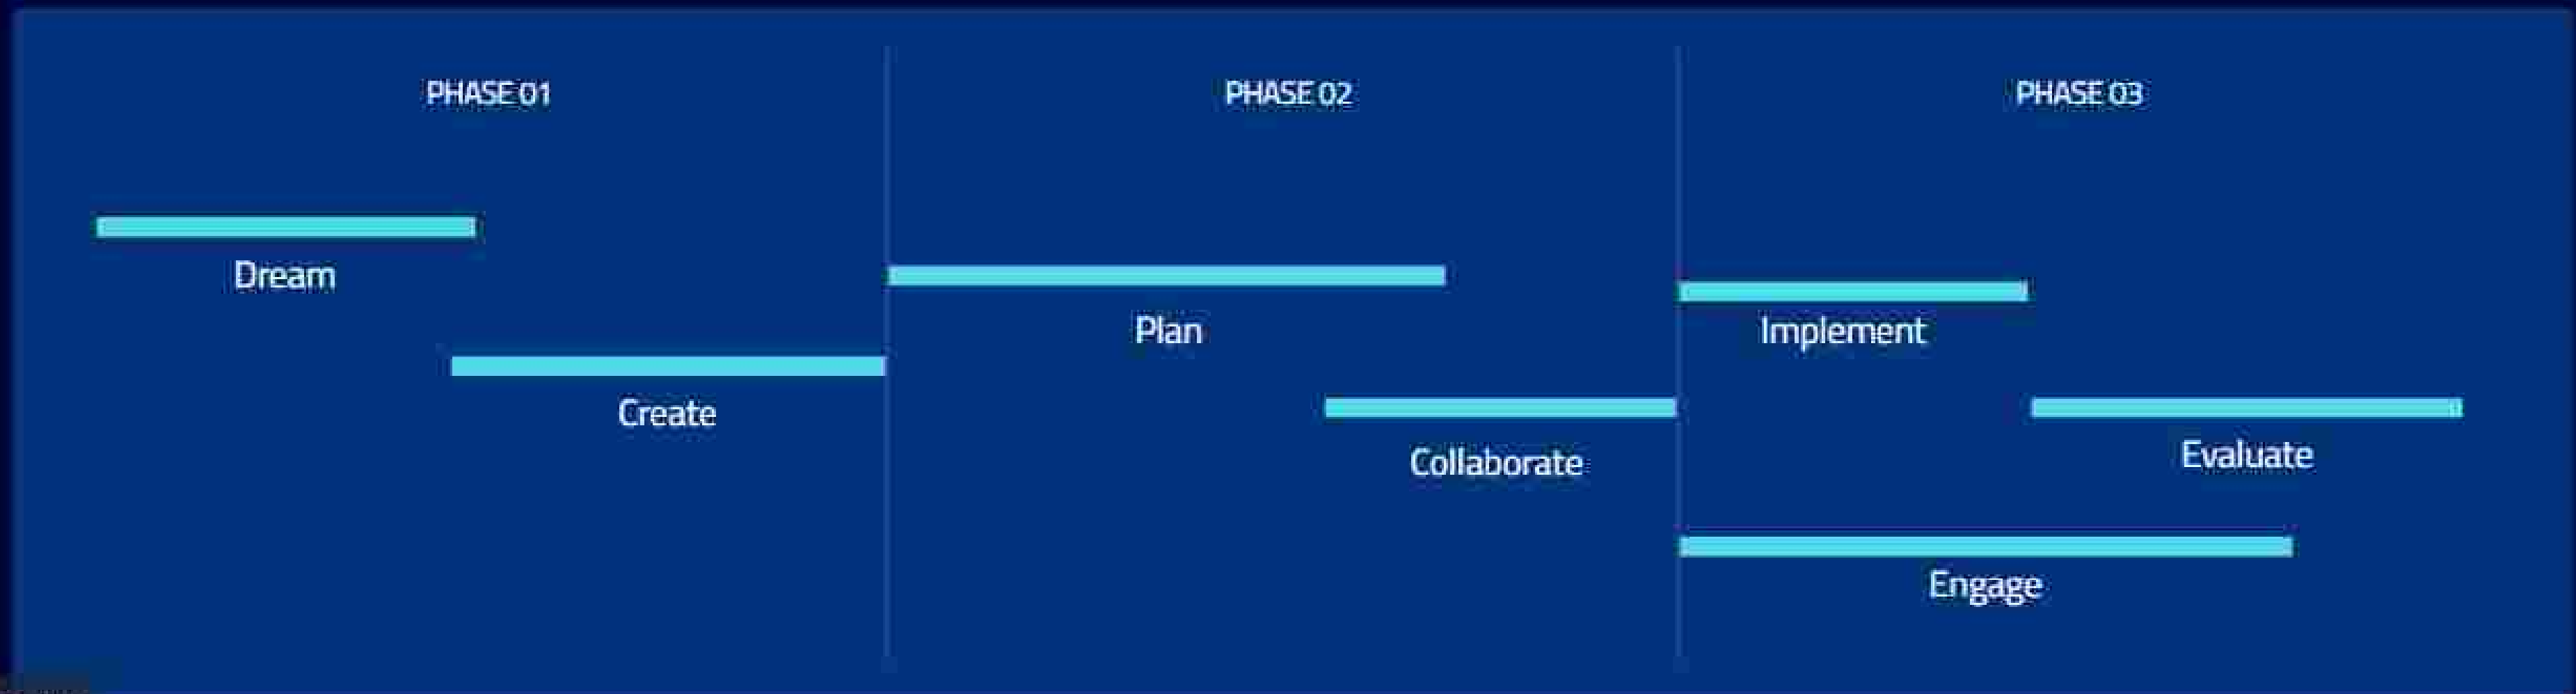 PHASE 01
PHASE 02
PHASE 03
Dream
Create
Plan
Collaborate
Implement
Evaluate
Engage